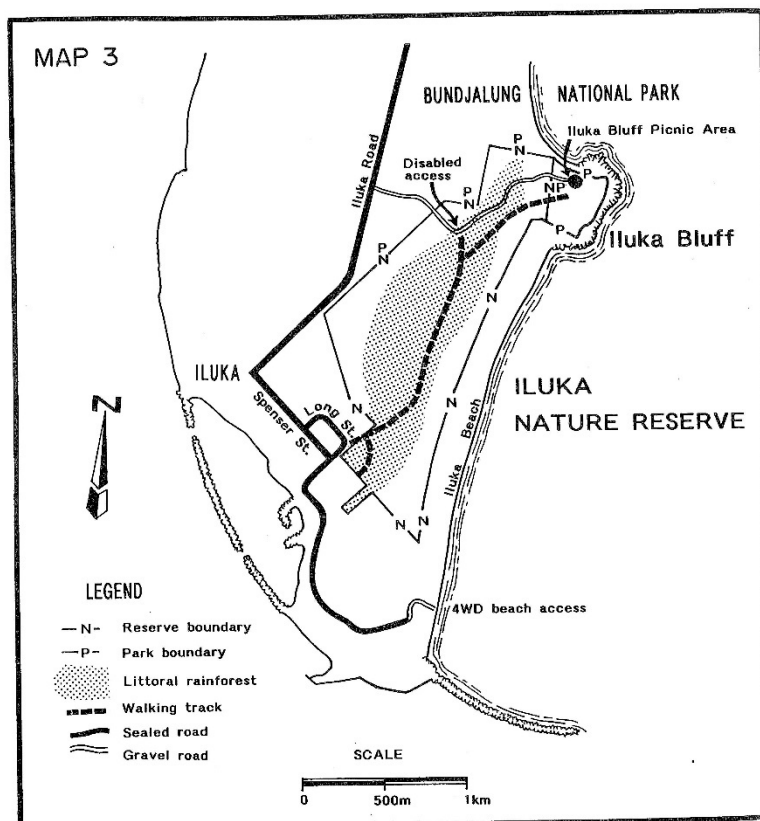 MAP 3
BUNDJALUNG NATIONAL PARK
Iluka Bluff Picnic Area
Disabled
access
Iluka Road
P
N
P
N
P
N
P
NP
P
Iluka Bluff
N
ILUKA
Long St.
Spenser St.
N
N
ILUKA
NATURE RESERVE
Iluka Beach
N
N N
4WD beach access
LEGEND
N Reserve boundary
P Park boundary
Littoral rainforest
Walking track
Sealed road
Gravel road
SCALE
0 500m 1km